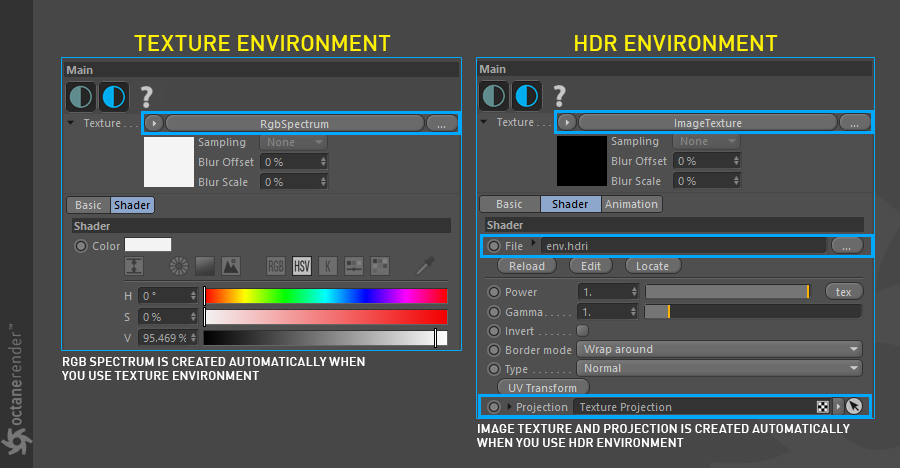 TEXTURE ENVIRONMENT
Main
?
Texture . . . RgbSpectrum ...
Sampling None
Blur Offset 0 %
Blur Scale 0 %
Basic Shader
Shader
Color
RGB HSV K
H 0 °
S 0 %
V 95.469 %
RGB SPECTRUM IS CREATED AUTOMATICALLY WHEN
YOU USE TEXTURE ENVIRONMENT
HDR ENVIRONMENT
Main
?
Texture . . . ImageTexture ...
Sampling None
Blur Offset 0 %
Blur Scale 0 %
Basic Shader Animation
Shader
File env.hdri ...
Reload Edit Locate
Power 1. tex
Gamma . . . . . 1.
Invert . . . . . .
Border mode Wrap around
Type . . . . . . . Normal
UV Transform
Projection Texture Projection
IMAGE TEXTURE AND PROJECTION IS CREATED AUTOMATICALLY
WHEN YOU USE HDR ENVIRONMENT
octanerender™